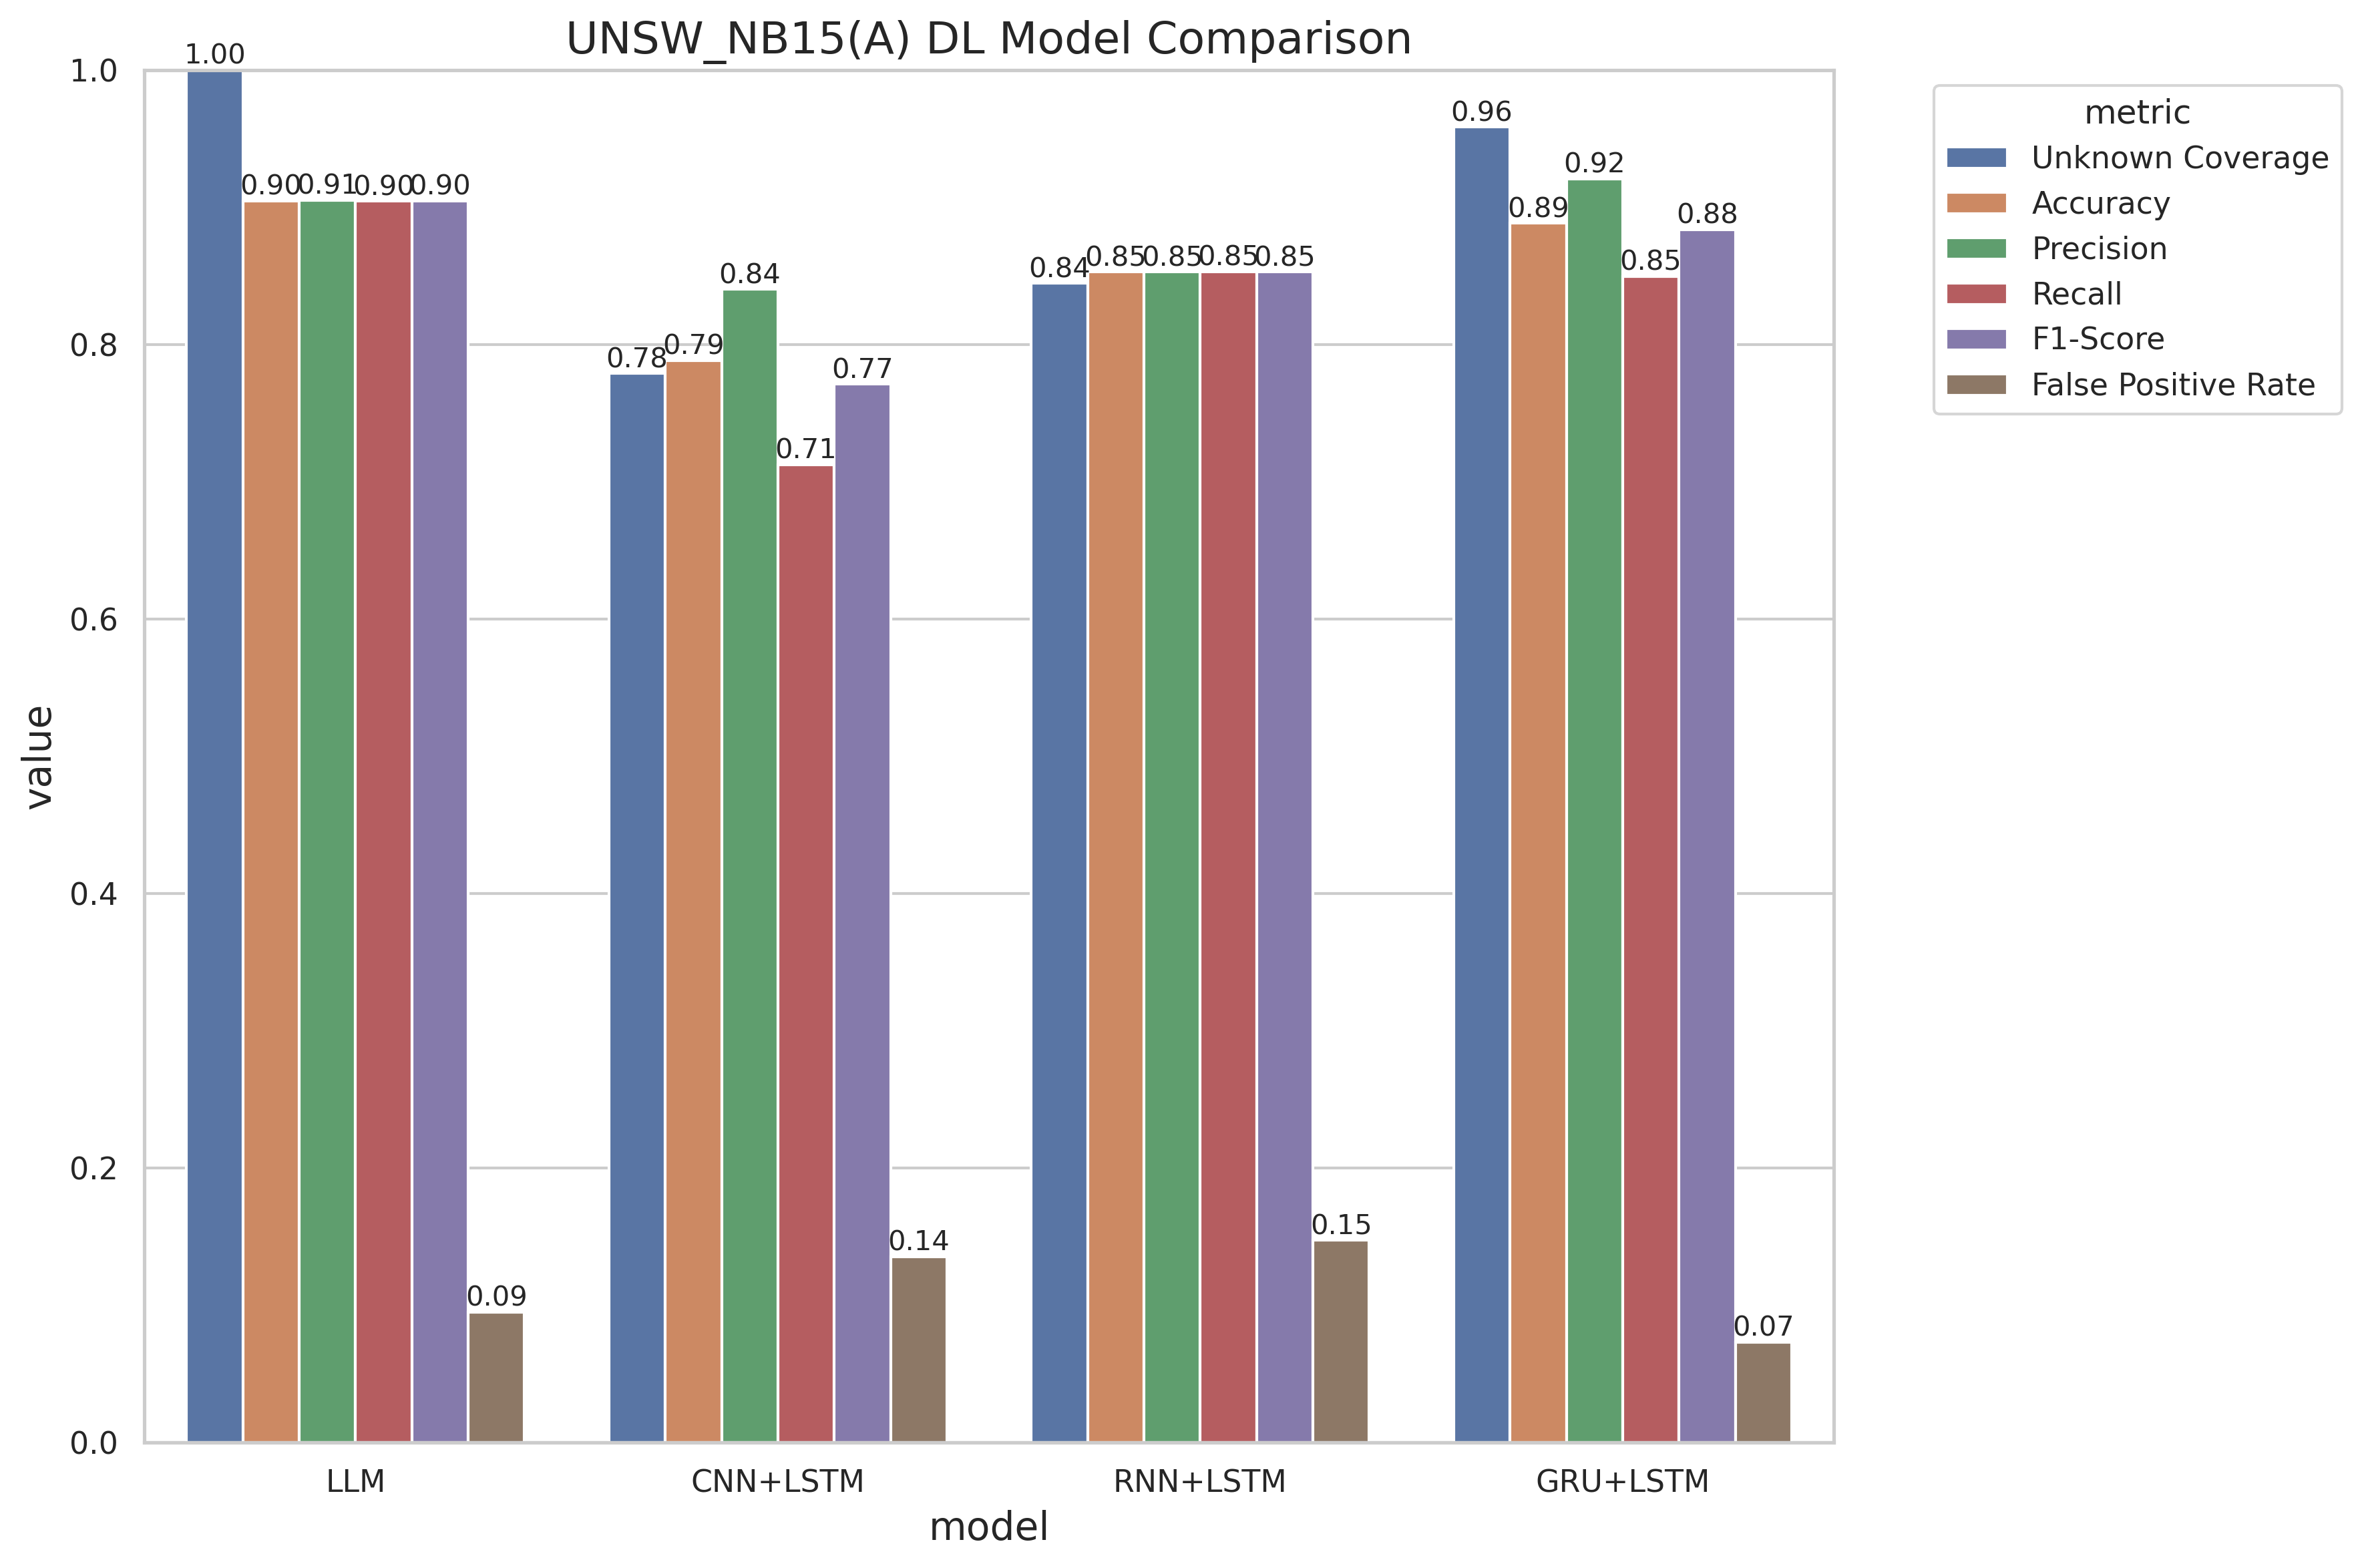 UNSW_NB15(A) DL Model Comparison
value
1.0
0.8
0.6
0.4
0.2
0.0
1.00
0.90
0.91
0.90
0.90
0.09
0.78
0.79
0.84
0.71
0.77
0.14
0.84
0.85
0.85
0.85
0.85
0.15
0.96
0.89
0.92
0.85
0.88
0.07
LLM
CNN+LSTM
RNN+LSTM
GRU+LSTM
model
metric
Unknown Coverage
Accuracy
Precision
Recall
F1-Score
False Positive Rate